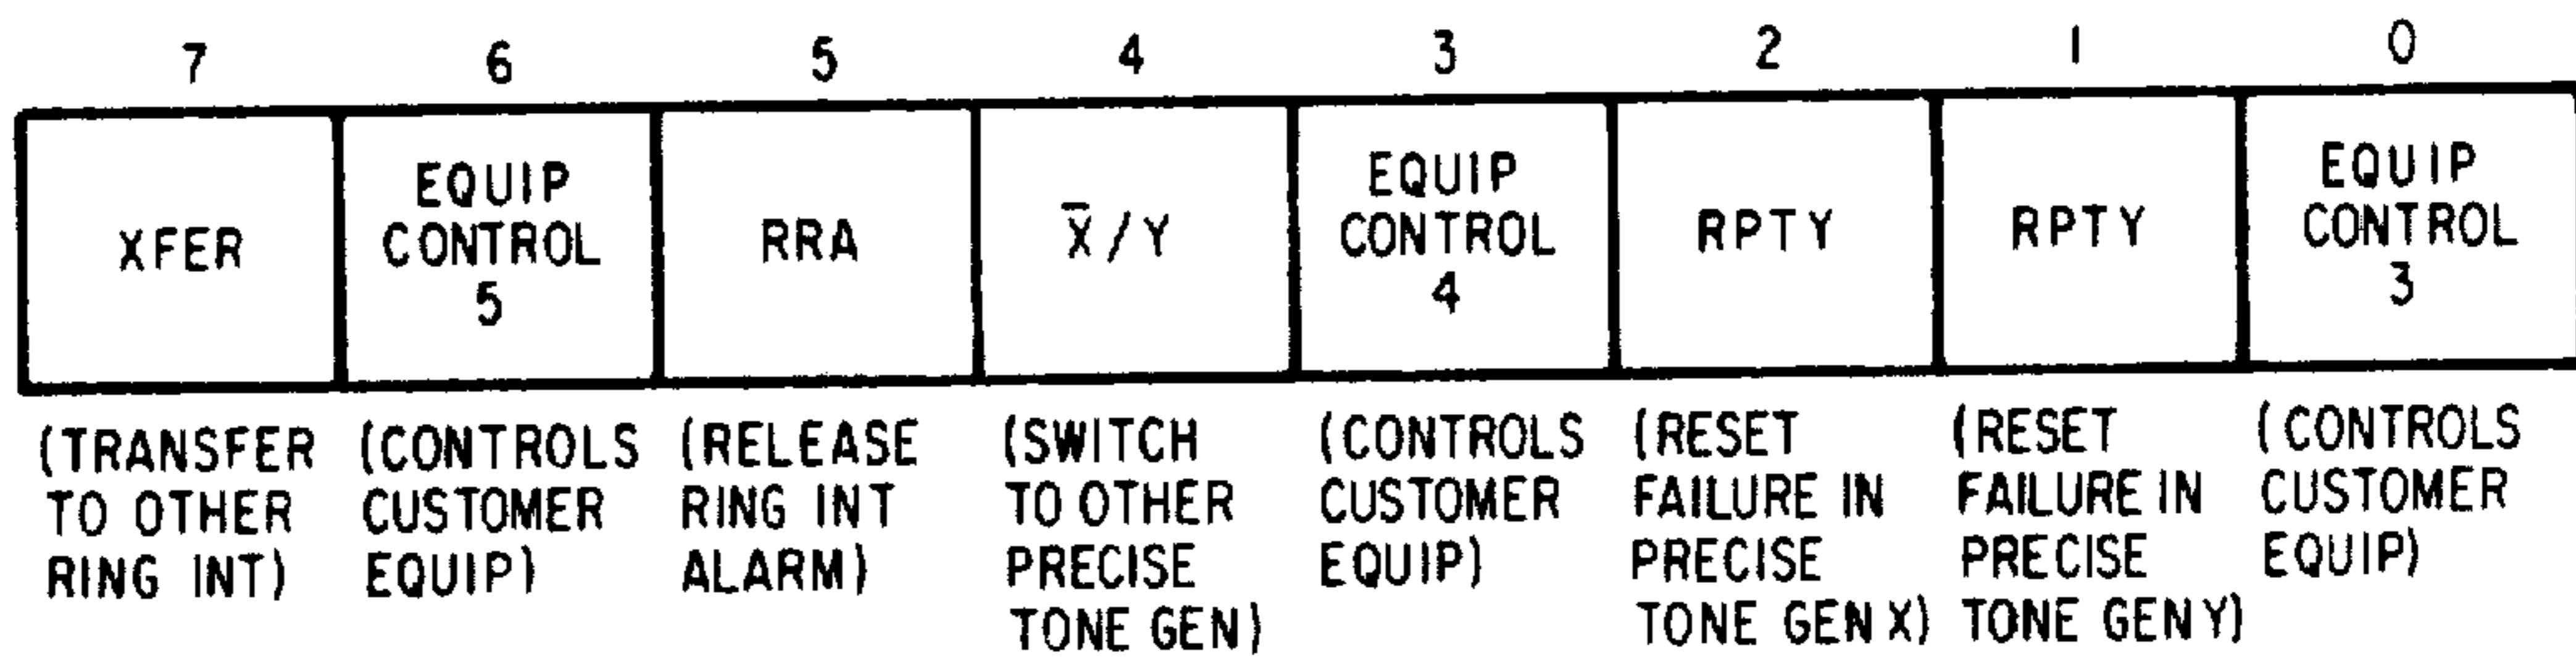 7 6 5 4 3 2 1 0
XFER
EQUIP
CONTROL
5
RRA
X̅/Y
EQUIP
CONTROL
4
RPTY
RPTY
EQUIP
CONTROL
3
(TRANSFER
TO OTHER
RING INT)
(CONTROLS
CUSTOMER
EQUIP)
(RELEASE
RING INT
ALARM)
(SWITCH
TO OTHER
PRECISE
TONE GEN)
(CONTROLS
CUSTOMER
EQUIP)
(RESET
FAILURE IN
PRECISE
TONE GEN X)
(RESET
FAILURE IN
PRECISE
TONE GEN Y)
(CONTROLS
CUSTOMER
EQUIP)